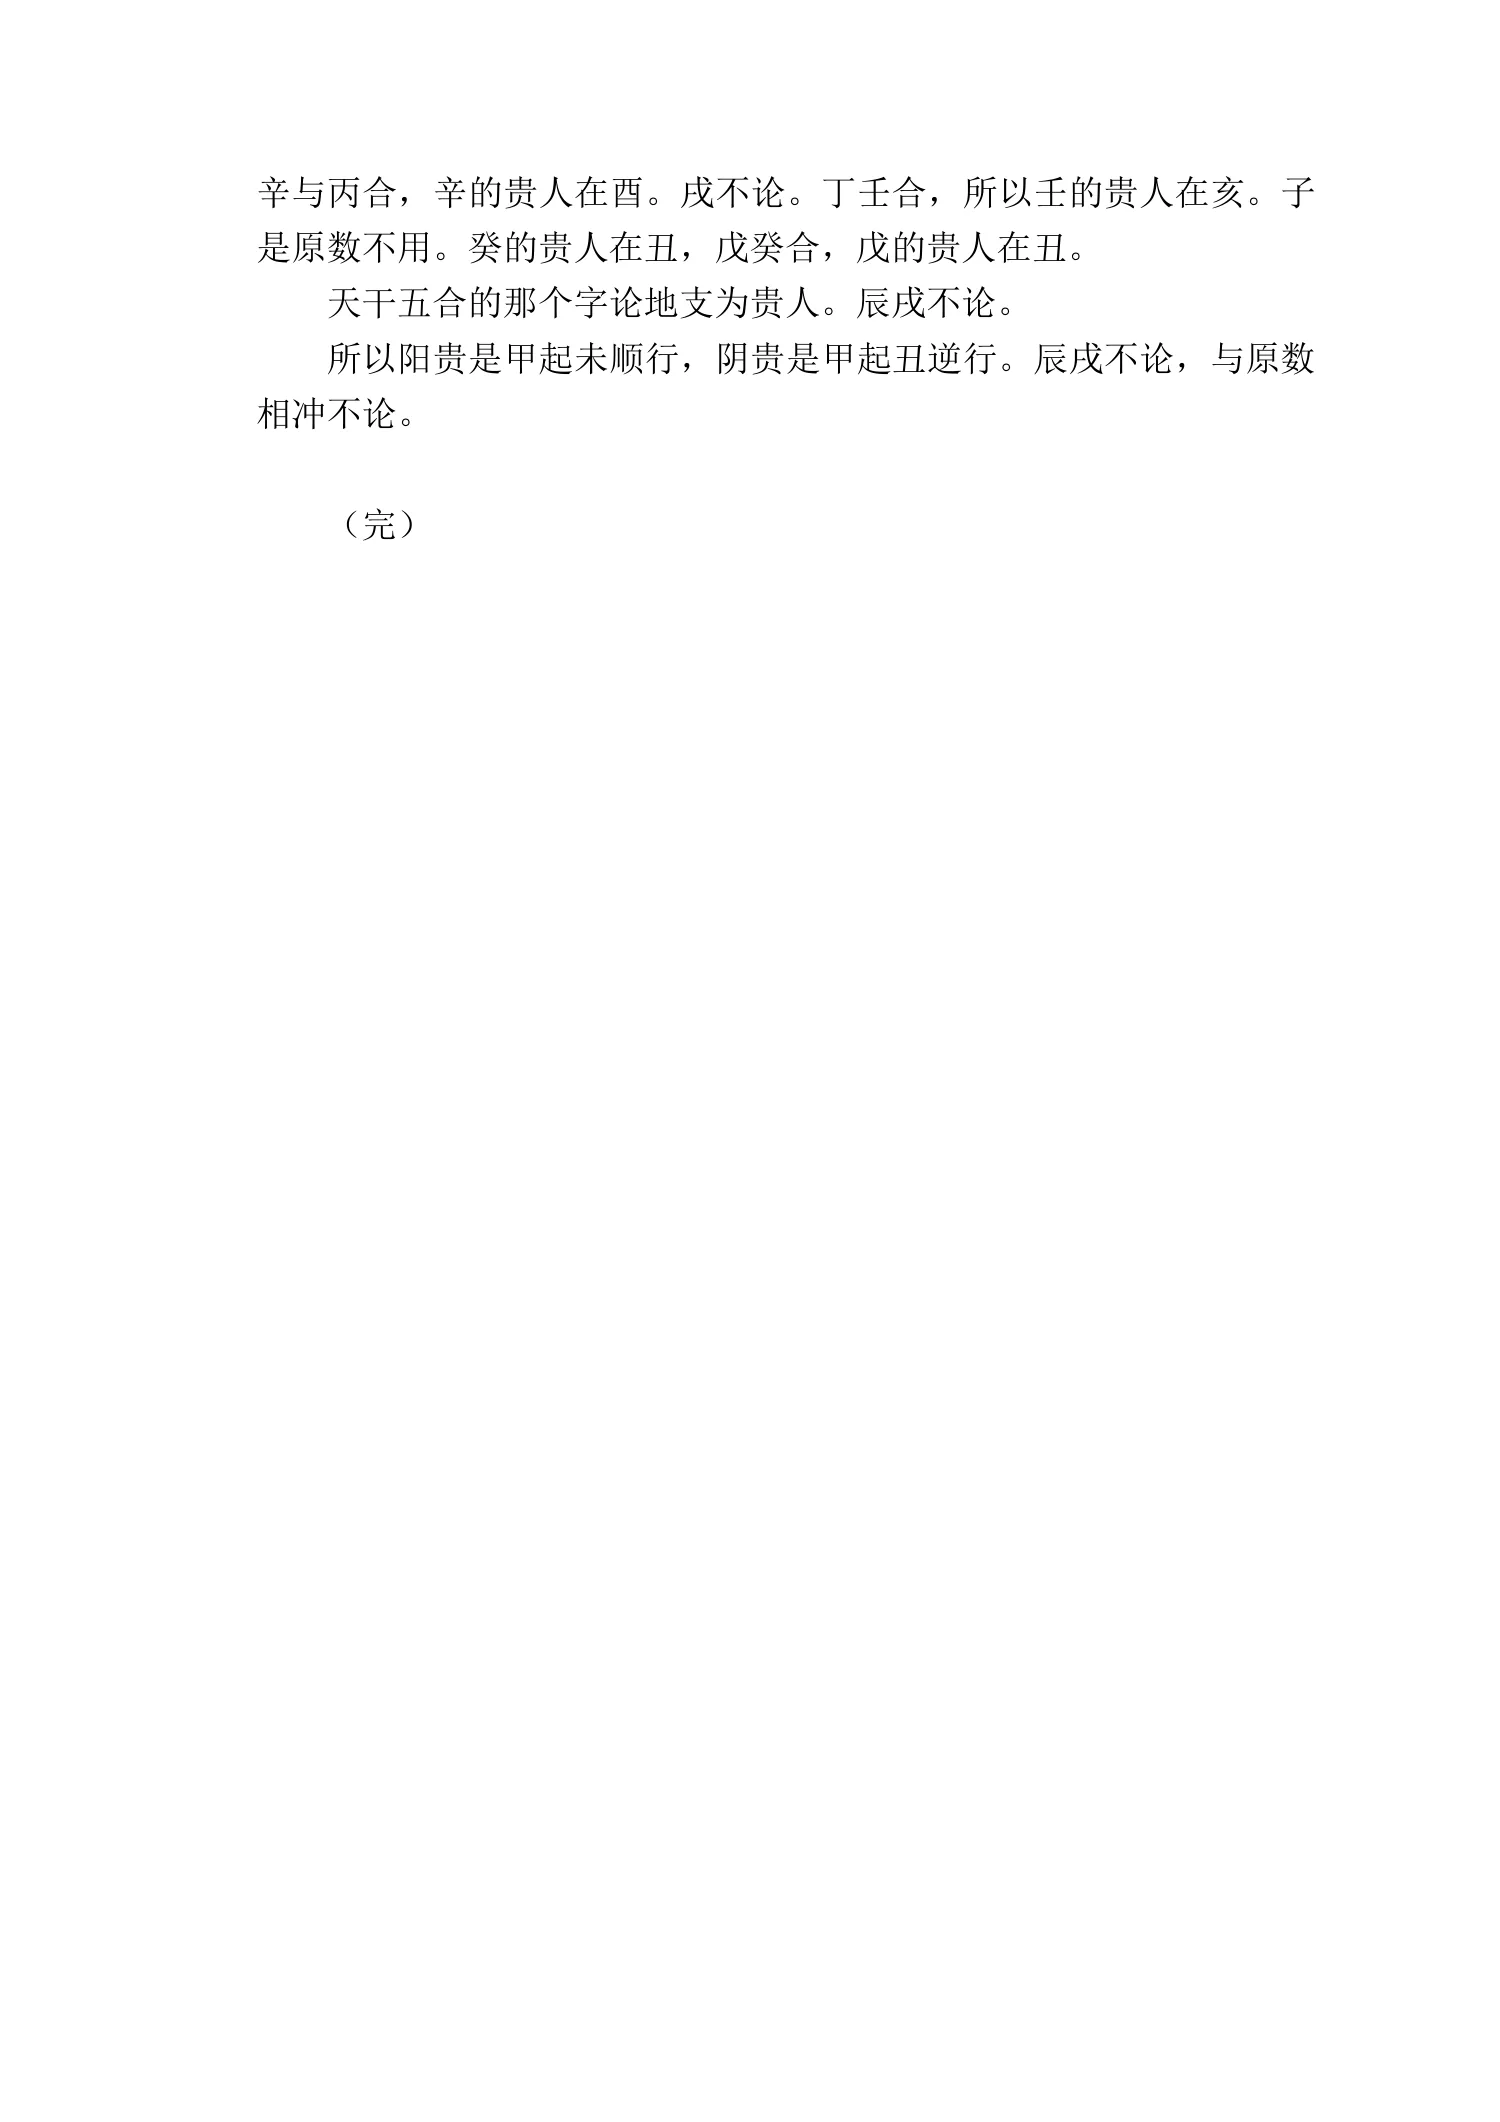 辛与丙合，辛的贵人在酉。戌不论。丁壬合，所以壬的贵人在亥。子
是原数不用。癸的贵人在丑，戊癸合，戊的贵人在丑。
天干五合的那个字论地支为贵人。辰戌不论。
所以阳贵是甲起未顺行，阴贵是甲起丑逆行。辰戌不论，与原数
相冲不论。
（完）